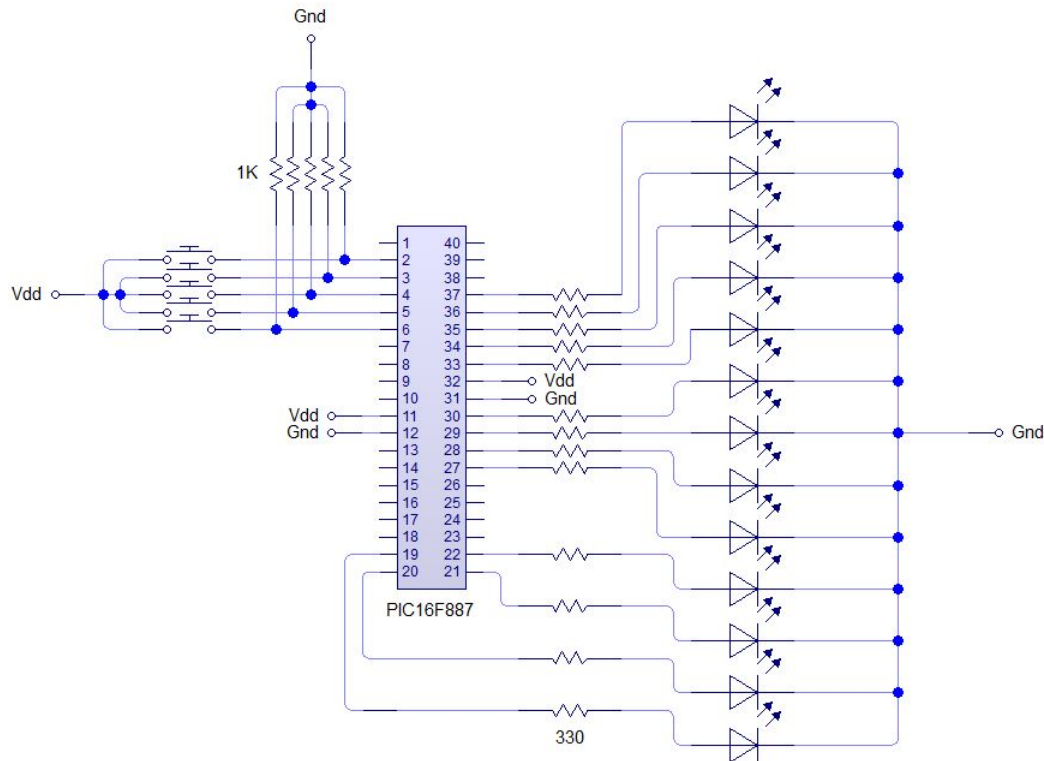 Gnd
1K
Vdd
1 40
2 39
3 38
4 37
5 36
6 35
7 34
8 33
9 32 Vdd
10 31 Gnd
Vdd 11 30
Gnd 12 29 Gnd
13 28
14 27
15 26
16 25
17 24
18 23
19 22
20 21
PIC16F887
330